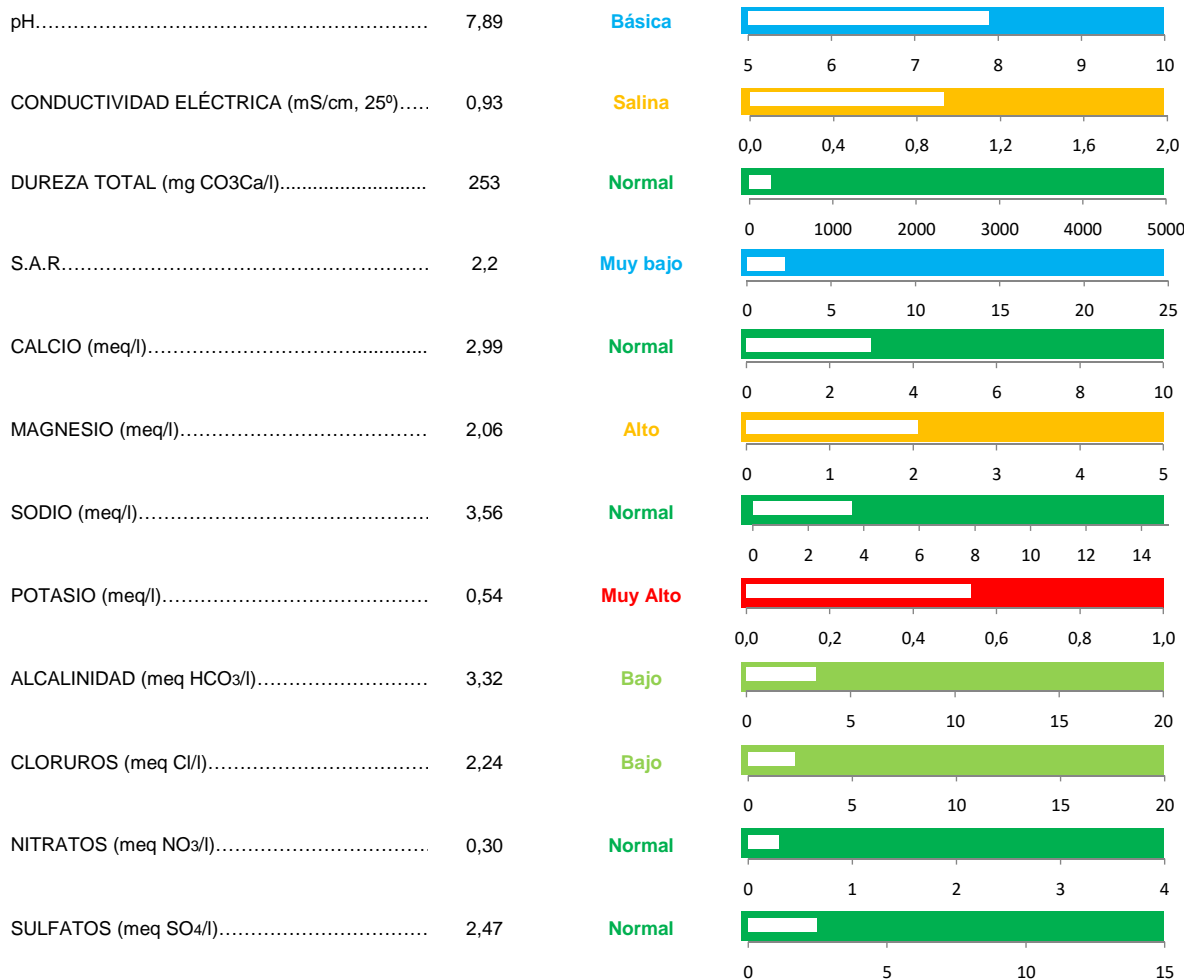 pH………………………………………… 7,89 Básica
5 6 7 8 9 10
CONDUCTIVIDAD ELÉCTRICA (mS/cm, 25º)….. 0,93 Salina
0,0 0,4 0,8 1,2 1,6 2,0
DUREZA TOTAL (mg CO3Ca/l)........................... 253 Normal
0 1000 2000 3000 4000 5000
S.A.R………………………………………… 2,2 Muy bajo
0 5 10 15 20 25
CALCIO (meq/l)………………………............. 2,99 Normal
0 2 4 6 8 10
MAGNESIO (meq/l)………………………………. 2,06 Alto
0 1 2 3 4 5
SODIO (meq/l)…………………………………. 3,56 Normal
0 2 4 6 8 10 12 14
POTASIO (meq/l)………………………………. 0,54 Muy Alto
0,0 0,2 0,4 0,6 0,8 1,0
ALCALINIDAD (meq HCO3/l)…………………… 3,32 Bajo
0 5 10 15 20
CLORUROS (meq Cl/l)………………………… 2,24 Bajo
0 5 10 15 20
NITRATOS (meq NO3/l)………………………… 0,30 Normal
0 1 2 3 4
SULFATOS (meq SO4/l)………………………… 2,47 Normal
0 5 10 15